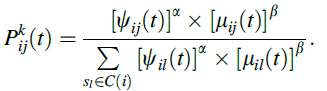 P_{ij}^{k}(t) = \frac{[\psi_{ij}(t)]^{\alpha} \times [\mu_{ij}(t)]^{\beta}}{\sum_{s_l \in C(i)} [\psi_{il}(t)]^{\alpha} \times [\mu_{il}(t)]^{\beta}}.